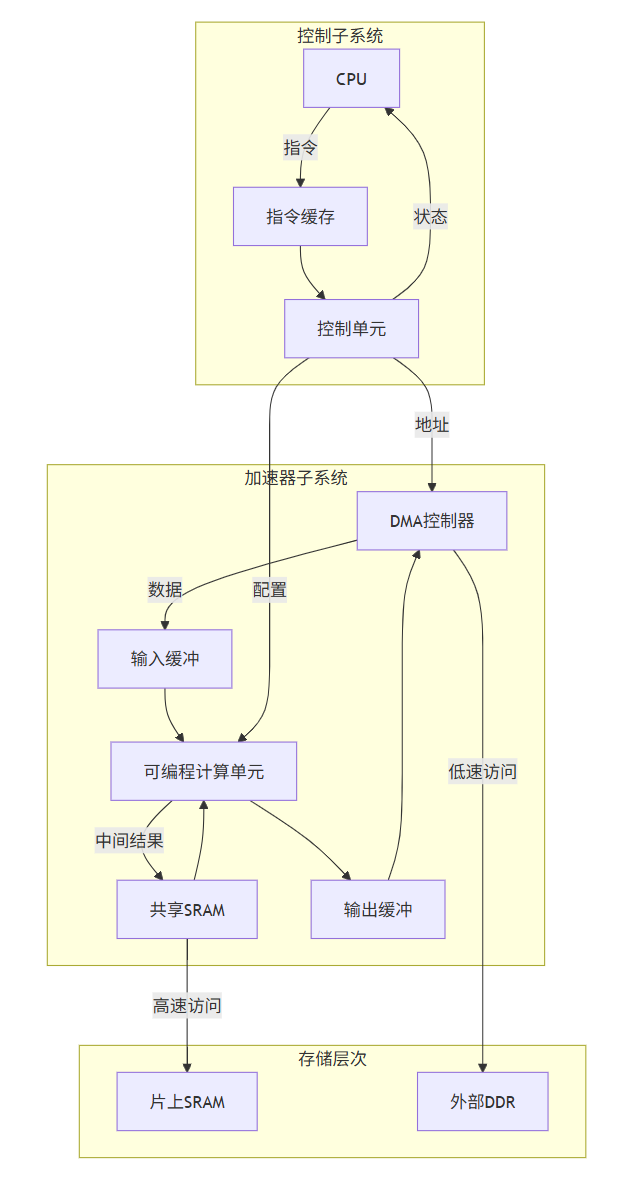 控制子系统
CPU
指令
指令缓存
状态
控制单元
地址
加速器子系统
DMA控制器
数据
配置
输入缓冲
可编程计算单元
低速访问
中间结果
共享SRAM
输出缓冲
高速访问
存储层次
片上SRAM
外部DDR